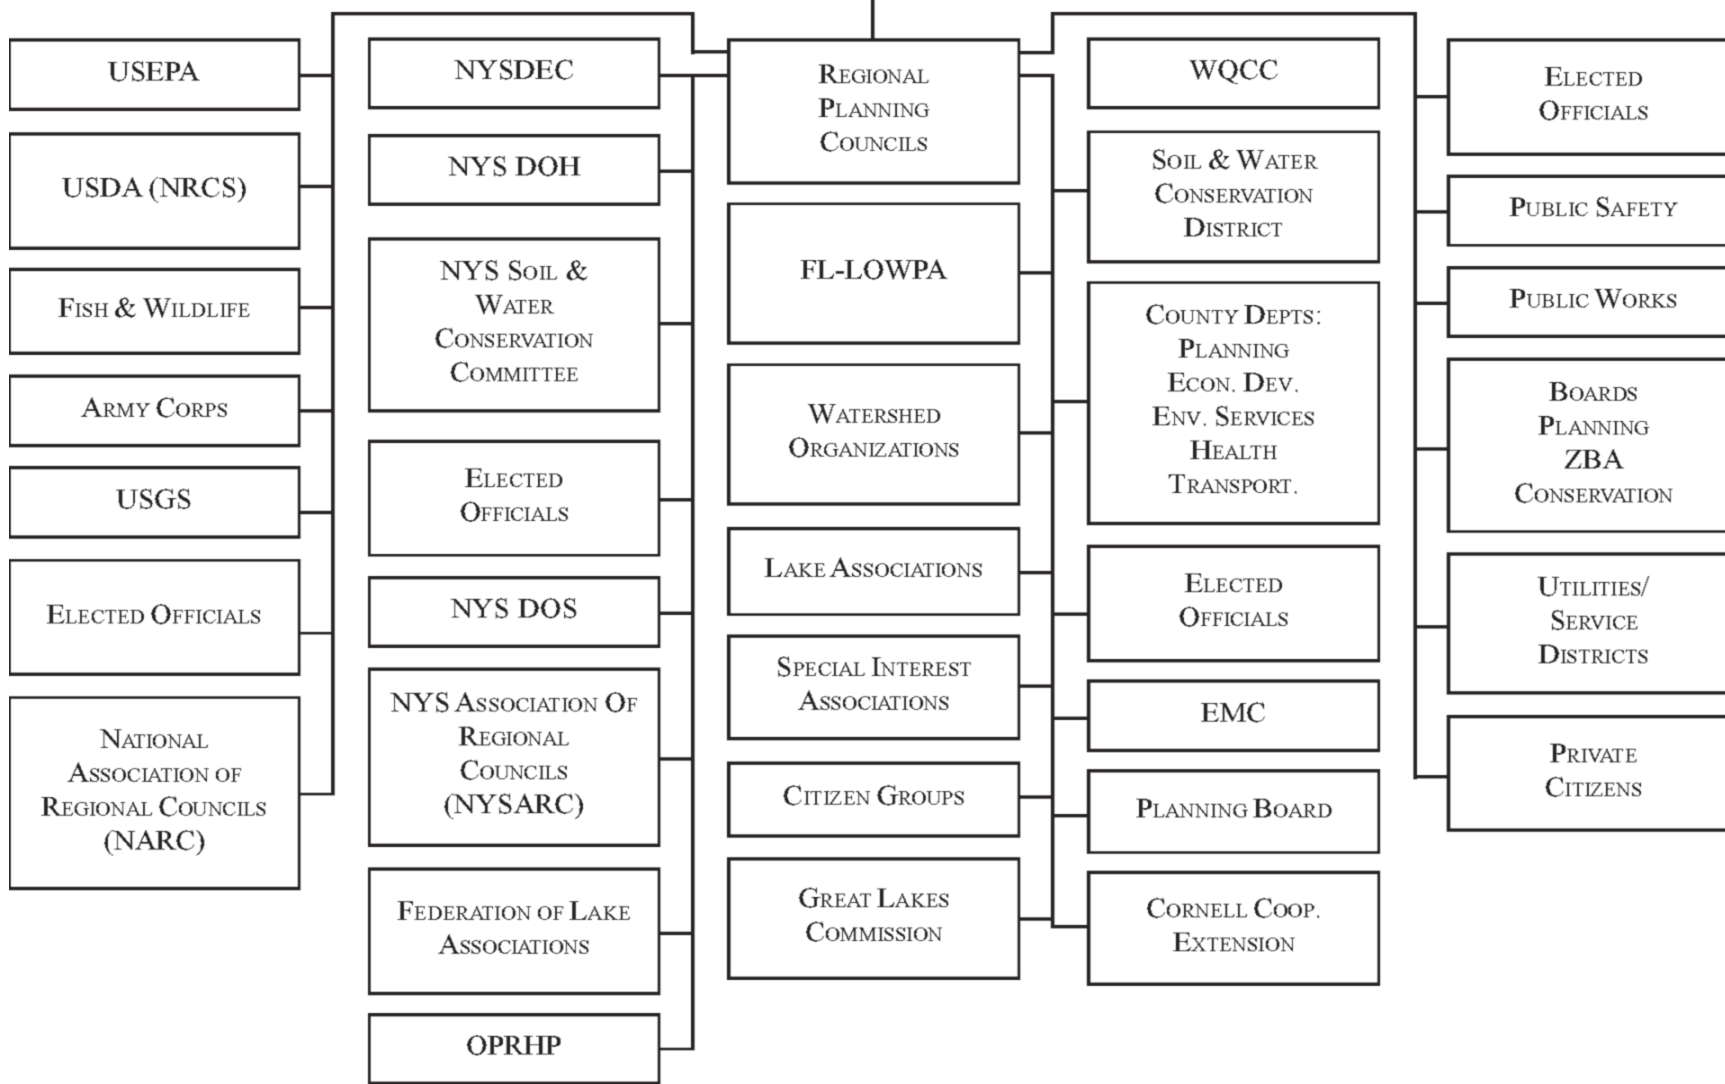 USEPA
USDA (NRCS)
Fish & Wildlife
Army Corps
USGS
Elected Officials
National
Association of
Regional Councils
(NARC)
NYSDEC
NYS DOH
NYS Soil &
Water
Conservation
Committee
Elected
Officials
NYS DOS
NYS Association Of
Regional
Councils
(NYSARC)
Federation of Lake
Associations
OPRHP
Regional
Planning
Councils
FL-LOWPA
Watershed
Organizations
Lake Associations
Special Interest
Associations
Citizen Groups
Great Lakes
Commission
WQCC
Soil & Water
Conservation
District
County Depts:
Planning
Econ. Dev.
Env. Services
Health
Transport.
Elected
Officials
EMC
Planning Board
Cornell Coop.
Extension
Elected
Officials
Public Safety
Public Works
Boards
Planning
ZBA
Conservation
Utilities/
Service
Districts
Private
Citizens